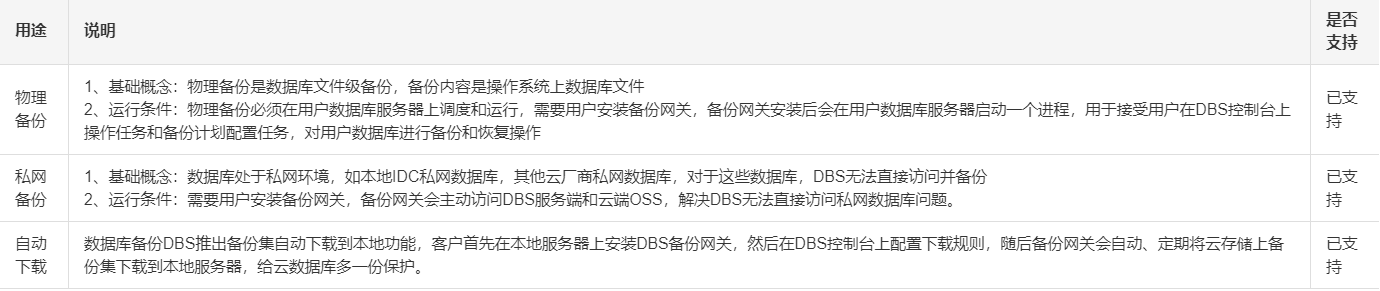 用途
说明
是否
支持
物理
备份
1、基础概念：物理备份是数据库文件级备份，备份内容是操作系统上数据库文件
2、运行条件：物理备份必须在用户数据库服务器上调度和运行，需要用户安装备份网关，备份网关安装后会在用户数据库服务器启动一个进程，用于接受用户在DBS控制台上
操作任务和备份计划配置任务，对用户数据库进行备份和恢复操作
已支
持
私网
备份
1、基础概念：数据库处于私网环境，如本地IDC私网数据库，其他云厂商私网数据库，对于这些数据库，DBS无法直接访问并备份
2、运行条件：需要用户安装备份网关，备份网关会主动访问DBS服务端和云端OSS，解决DBS无法直接访问私网数据库问题。
已支
持
自动
下载
数据库备份DBS推出备份集自动下载到本地功能，客户首先在本地服务器上安装DBS备份网关，然后在DBS控制台上配置下载规则，随后备份网关会自动、定期将云存储上备
份集下载到本地服务器，给云数据库多一份保护。
已支
持